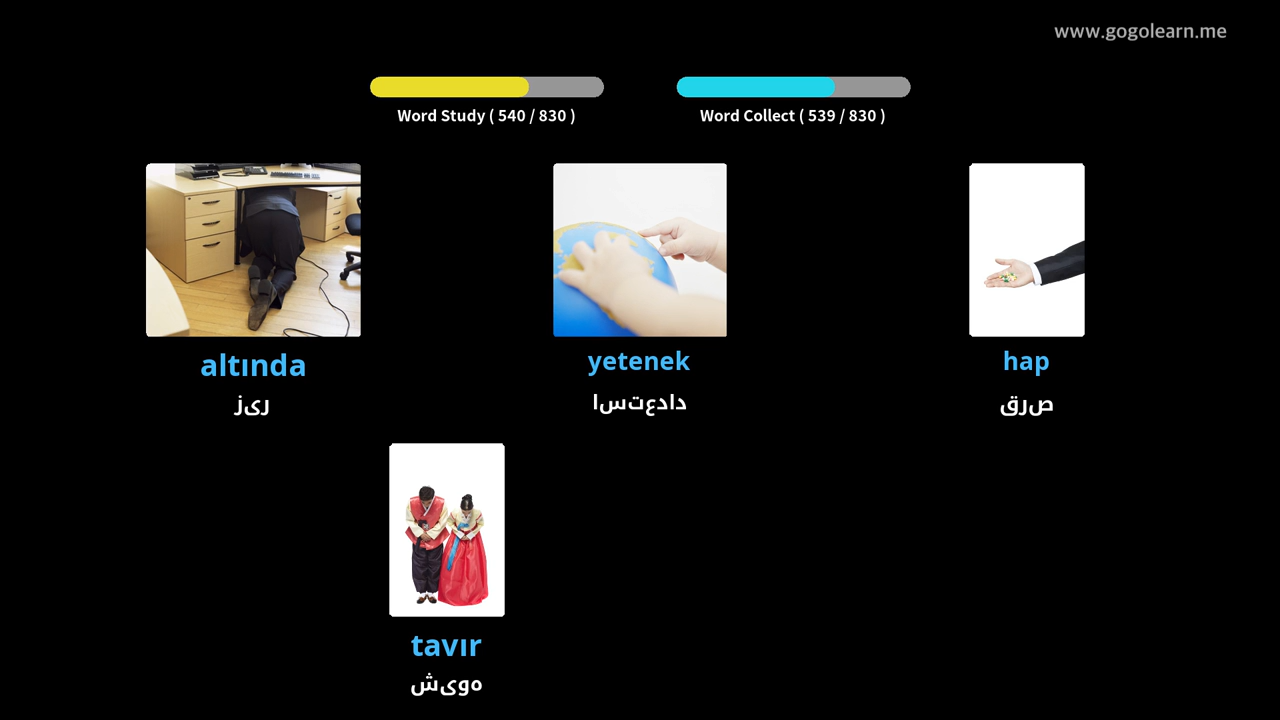 www.gogolearn.me
Word Study ( 540 / 830 )
Word Collect ( 539 / 830 )
altında
زیر
yetenek
استعداد
hap
قرص
tavır
شیوه